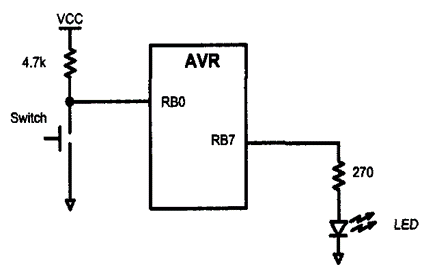 VCC
4.7k
AVR
RB0
Switch
RB7
270
LED